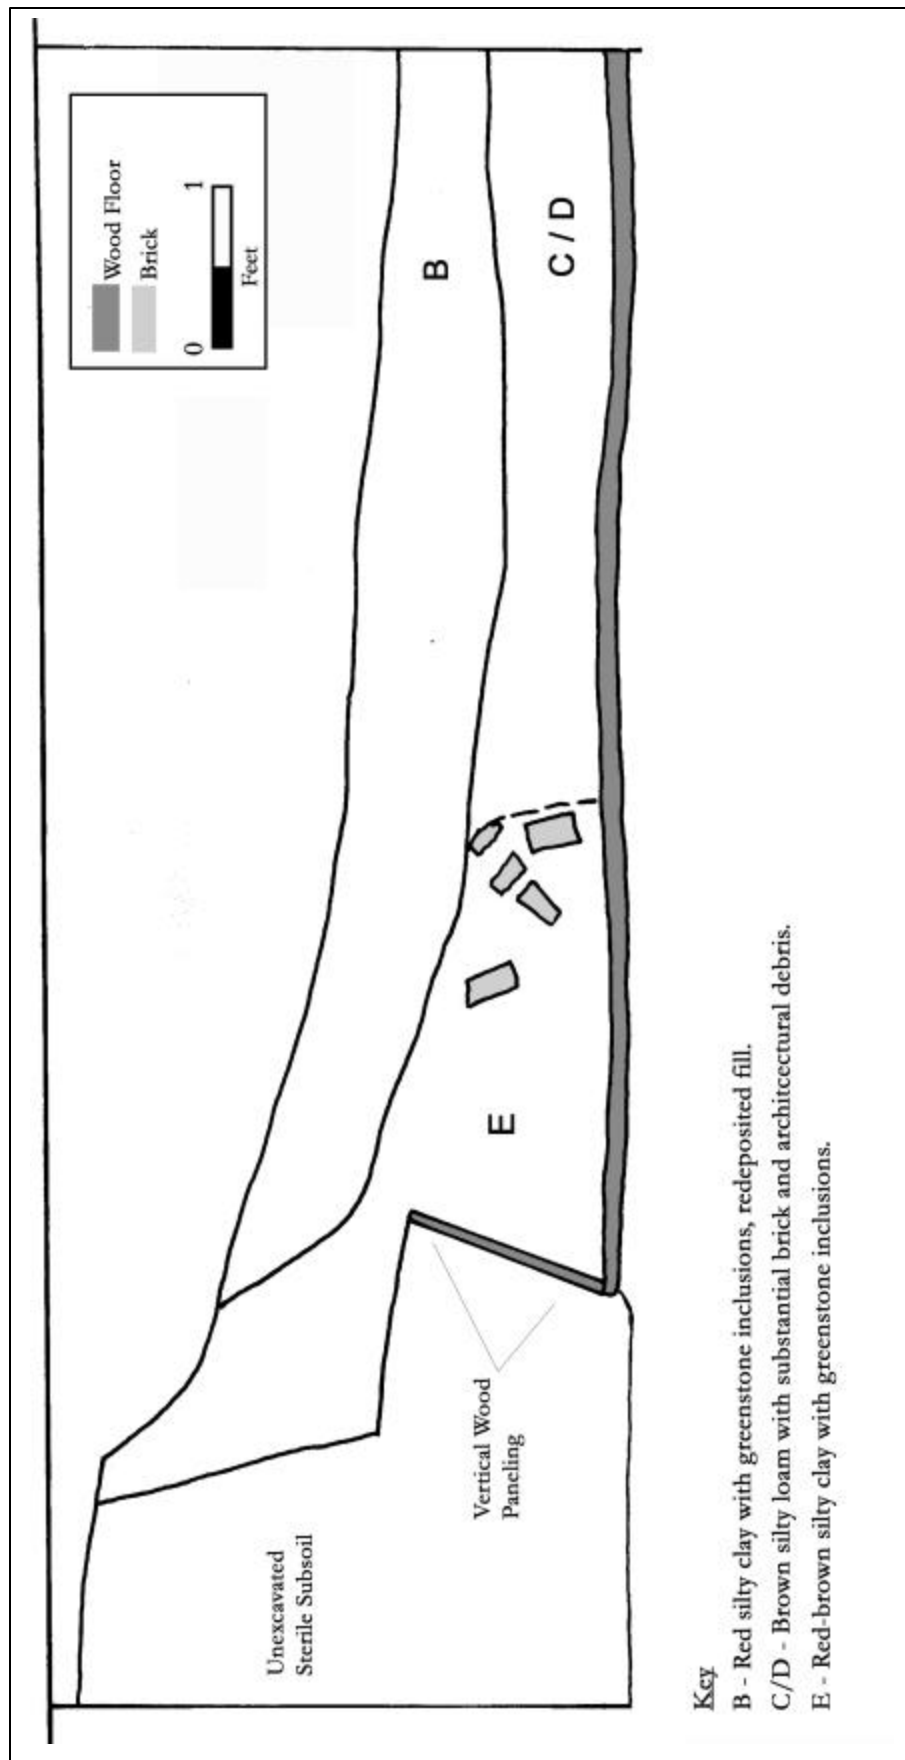 Wood Floor
Brick
0 1
Feet
B
C / D
E
Vertical Wood
Paneling
Unexcavated
Sterile Subsoil
Key
B - Red silty clay with greenstone inclusions, redeposited fill.
C/D - Brown silty loam with substantial brick and architcectural debris.
E - Red-brown silty clay with greenstone inclusions.